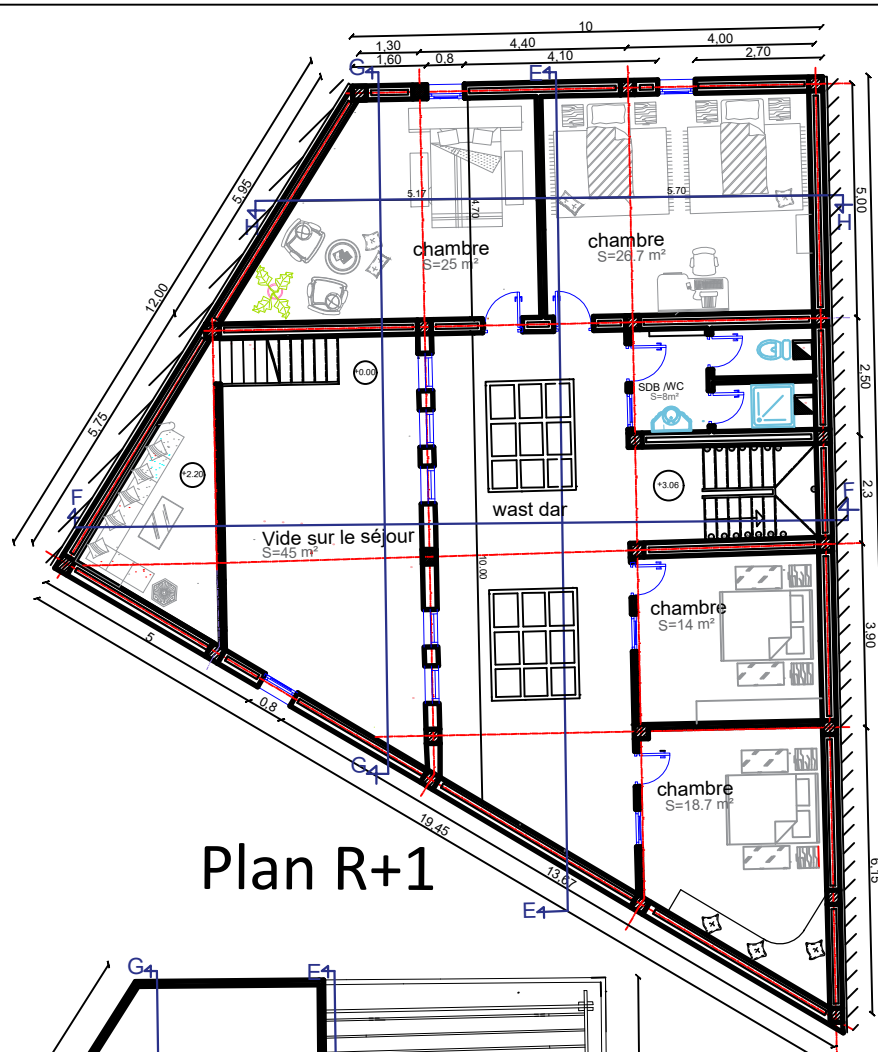 10
1,30
4,40
4,00
1,60
0.8
4,10
2,70
G
E
5,95
5,00
5.17
5.70
4.70
H
H
chambre
S=25 m²
chambre
S=26.7 m²
12,00
+0.00
SDB /WC
S=8m²
2,50
5,75
+2.20
+3.06
2,3
wast dar
F
F
Vide sur le séjour
S=45 m²
10.00
chambre
S=14 m²
3,90
5
0,8
G
chambre
S=18.7 m²
19,45
Plan R+1
13,67
6,15
E
G
E